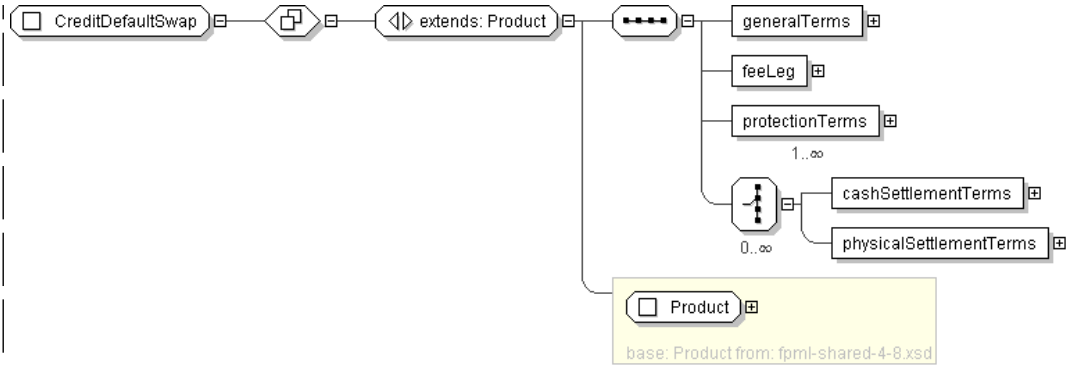 CreditDefaultSwap
extends: Product
generalTerms
feeLeg
protectionTerms
1..∞
cashSettlementTerms
0..∞
physicalSettlementTerms
Product
base: Product from: fpml-shared-4-8.xsd